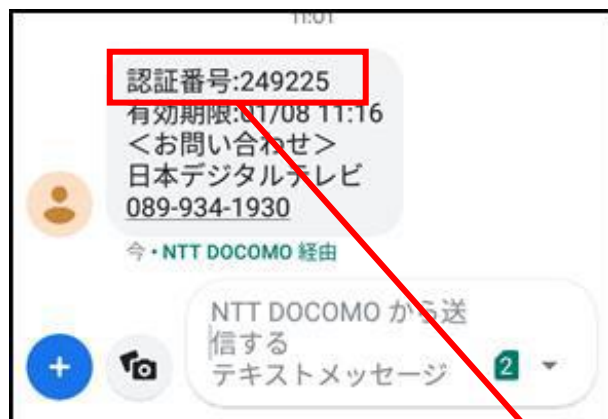 11:01
認証番号:249225
有効期限:01/08 11:16
＜お問い合わせ＞
日本デジタルテレビ
089-934-1930
今・NTT DOCOMO 経由
NTT DOCOMO から送
信する
テキストメッセージ
2